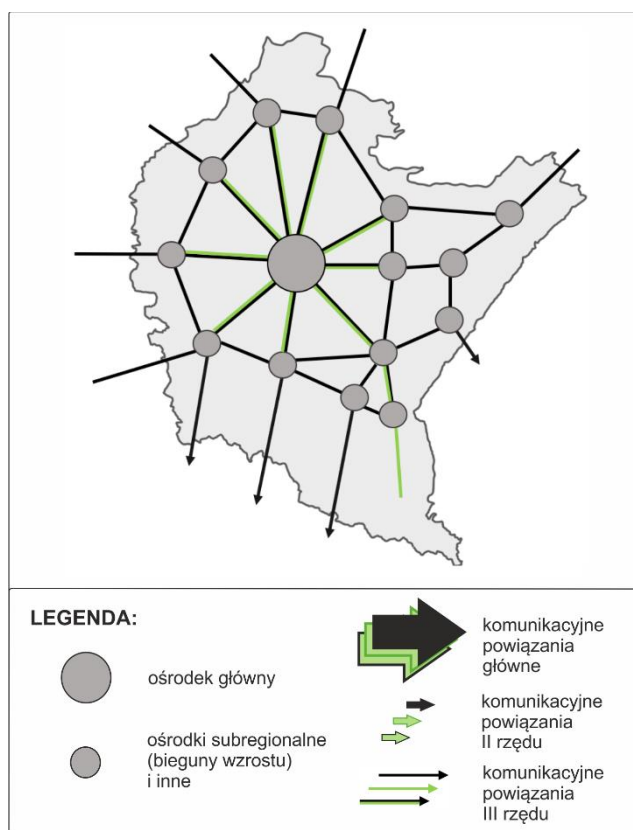 LEGENDA:
ośrodek główny
ośrodki subregionalne
(bieguny wzrostu)
i inne
komunikacyjne
powiązania
główne
komunikacyjne
powiązania
II rzędu
komunikacyjne
powiązania
III rzędu